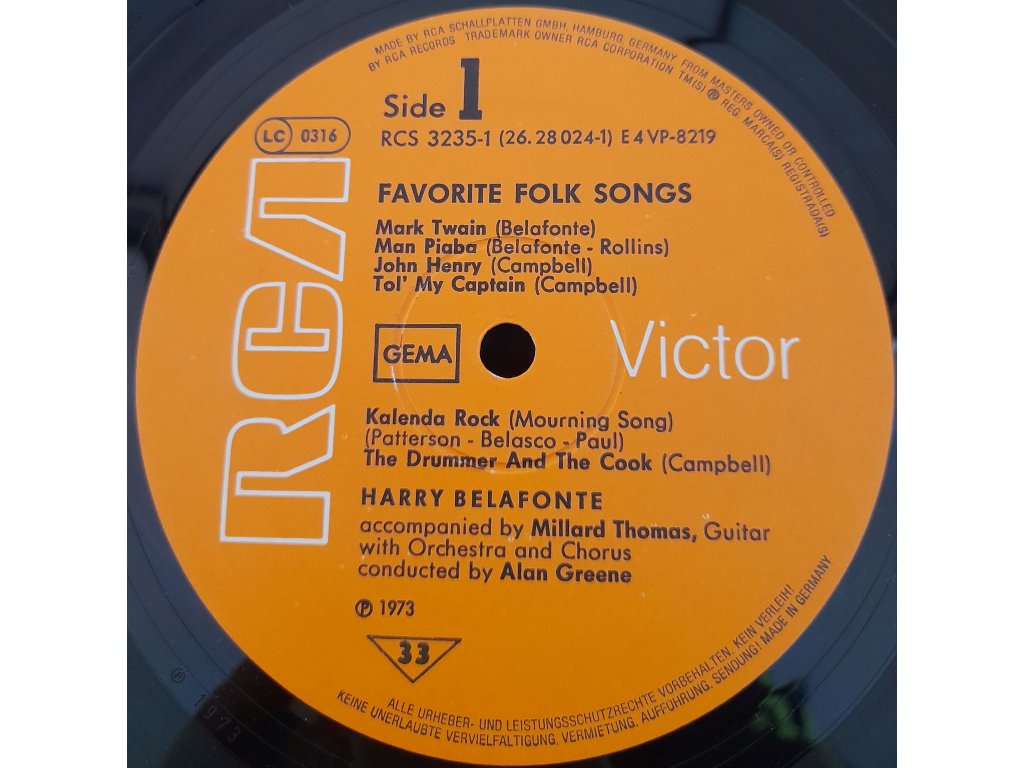 MADE BY RCA SCHALLPLATTEN GMBH, HAMBURG, GERMANY, FROM MASTERS OWNED OR CONTROLLED
BY RCA RECORDS TRADEMARK OWNER RCA CORPORATION TM(S) ® REG. MARCA(S) REGISTRADA(S)
Side 1
LC 0316
RCS 3235-1 (26.28 024-1) E 4 VP-8219
RCA
FAVORITE FOLK SONGS
Mark Twain (Belafonte)
Man Piaba (Belafonte - Rollins)
John Henry (Campbell)
Tol' My Captain (Campbell)
GEMA
Victor
Kalenda Rock (Mourning Song)
(Patterson - Belasco - Paul)
The Drummer And The Cook (Campbell)
HARRY BELAFONTE
accompanied by Millard Thomas, Guitar
with Orchestra and Chorus
conducted by Alan Greene
℗ 1973
33
ALLE URHEBER- UND LEISTUNGSSCHUTZRECHTE VORBEHALTEN. KEIN VERLEIH!
KEINE UNERLAUBTE VERVIELFÄLTIGUNG, VERMIETUNG, AUFFÜHRUNG, SENDUNG! MADE IN GERMANY
℗ 1973